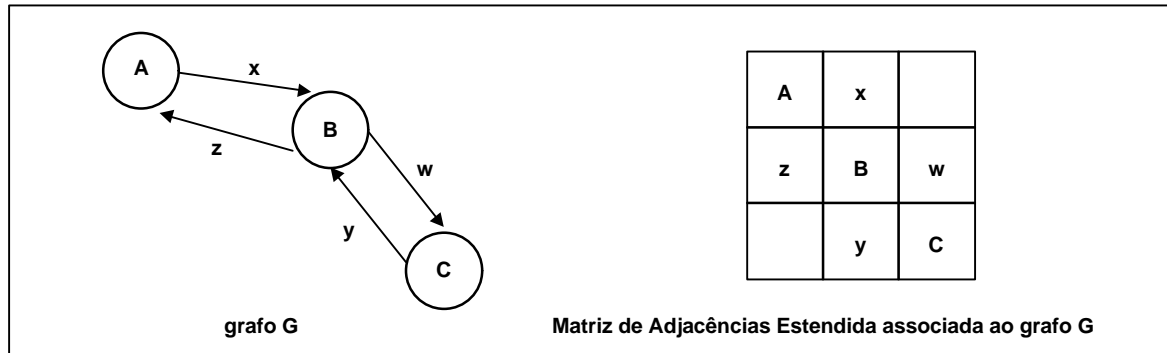 A
x
B
z
w
y
C
A x
z B w
y C
grafo G
Matriz de Adjacências Estendida associada ao grafo G